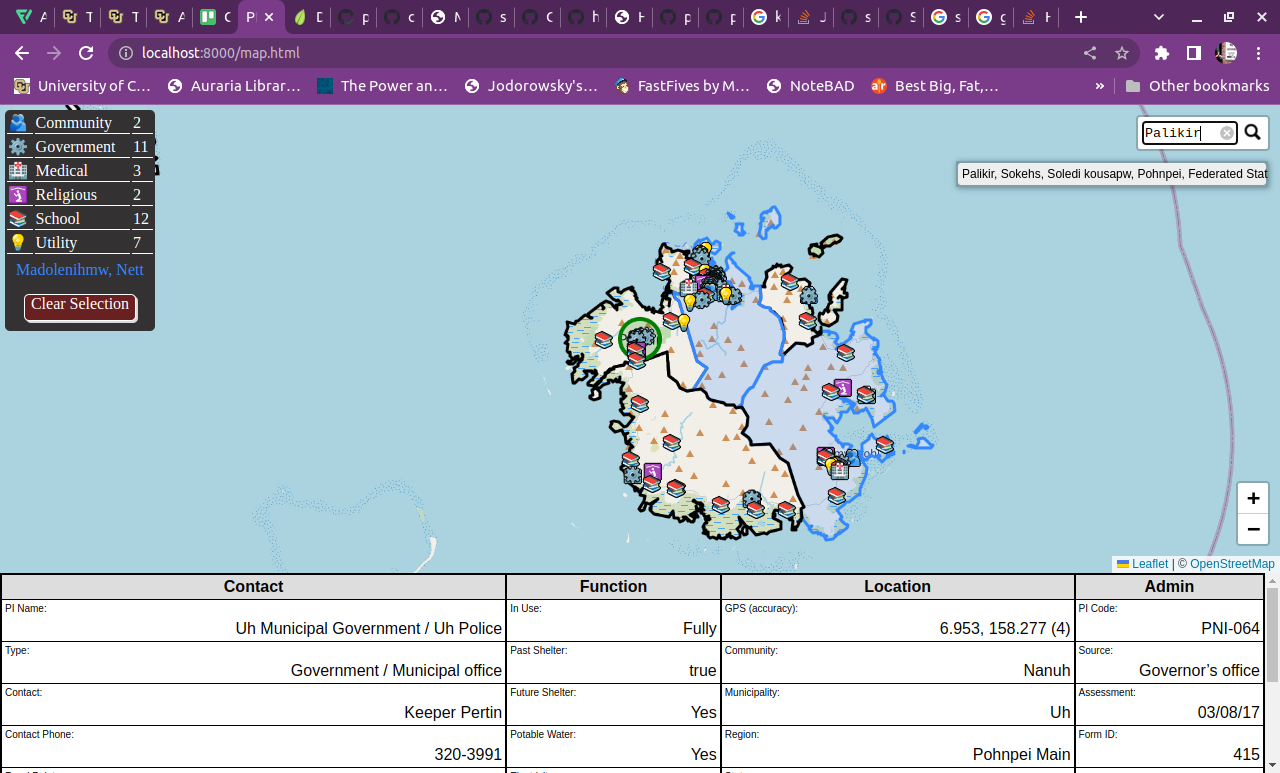 localhost:8000/map.html
University of C…
Auraria Librar…
The Power an…
Jodorowsky's…
FastFives by M…
NoteBAD
Best Big, Fat,…
»
Other bookmarks
Community 2
Government 11
Medical 3
Religious 2
School 12
Utility 7
Madolenihmw, Nett
Clear Selection
Palikir
Palikir, Sokehs, Soledi kousapw, Pohnpei, Federated Stat
+
−
Leaflet | © OpenStreetMap
Contact Function Location Admin
PI Name: In Use: GPS (accuracy): PI Code:
Uh Municipal Government / Uh Police Fully 6.953, 158.277 (4) PNI-064
Type: Past Shelter: Community: Source:
Government / Municipal office true Nanuh Governor’s office
Contact: Future Shelter: Municipality: Assessment:
Keeper Pertin Yes Uh 03/08/17
Contact Phone: Potable Water: Region: Form ID:
320-3991 Yes Pohnpei Main 415